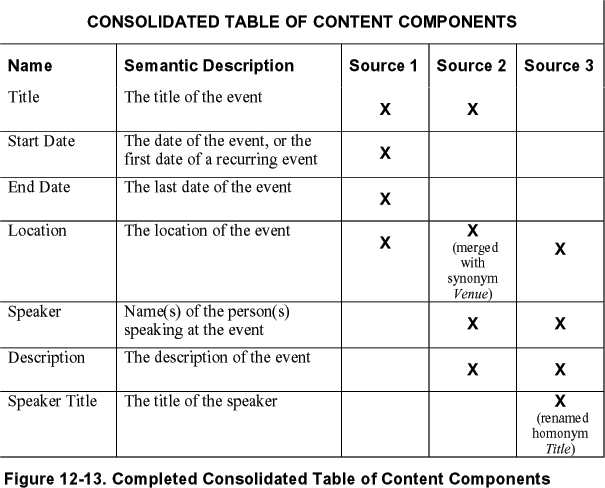 CONSOLIDATED TABLE OF CONTENT COMPONENTS
Name Semantic Description Source 1 Source 2 Source 3
Title The title of the event X X
Start Date The date of the event, or the
first date of a recurring event X
End Date The last date of the event X
Location The location of the event X X X
(merged
with
synonym
Venue)
Speaker Name(s) of the person(s)
speaking at the event X X
Description The description of the event X X
Speaker Title The title of the speaker X
(renamed
homonym
Title)
Figure 12-13. Completed Consolidated Table of Content Components